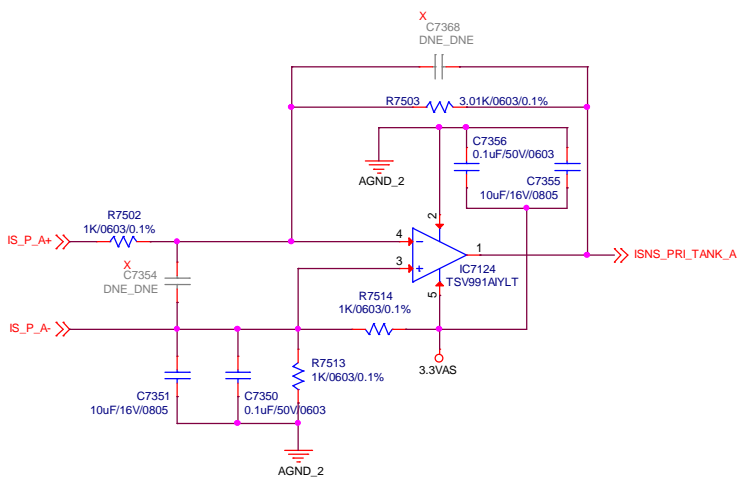 X
C7368
DNE_DNE
R7503
3.01K/0603/0.1%
C7356
0.1uF/50V/0603
C7355
10uF/16V/0805
AGND_2
2
R7502
1K/0603/0.1%
IS_P_A+
4
1
ISNS_PRI_TANK_A
X
C7354
DNE_DNE
3
IC7124
TSV991AIYLT
5
R7514
1K/0603/0.1%
IS_P_A-
R7513
1K/0603/0.1%
3.3VAS
C7351
10uF/16V/0805
C7350
0.1uF/50V/0603
AGND_2